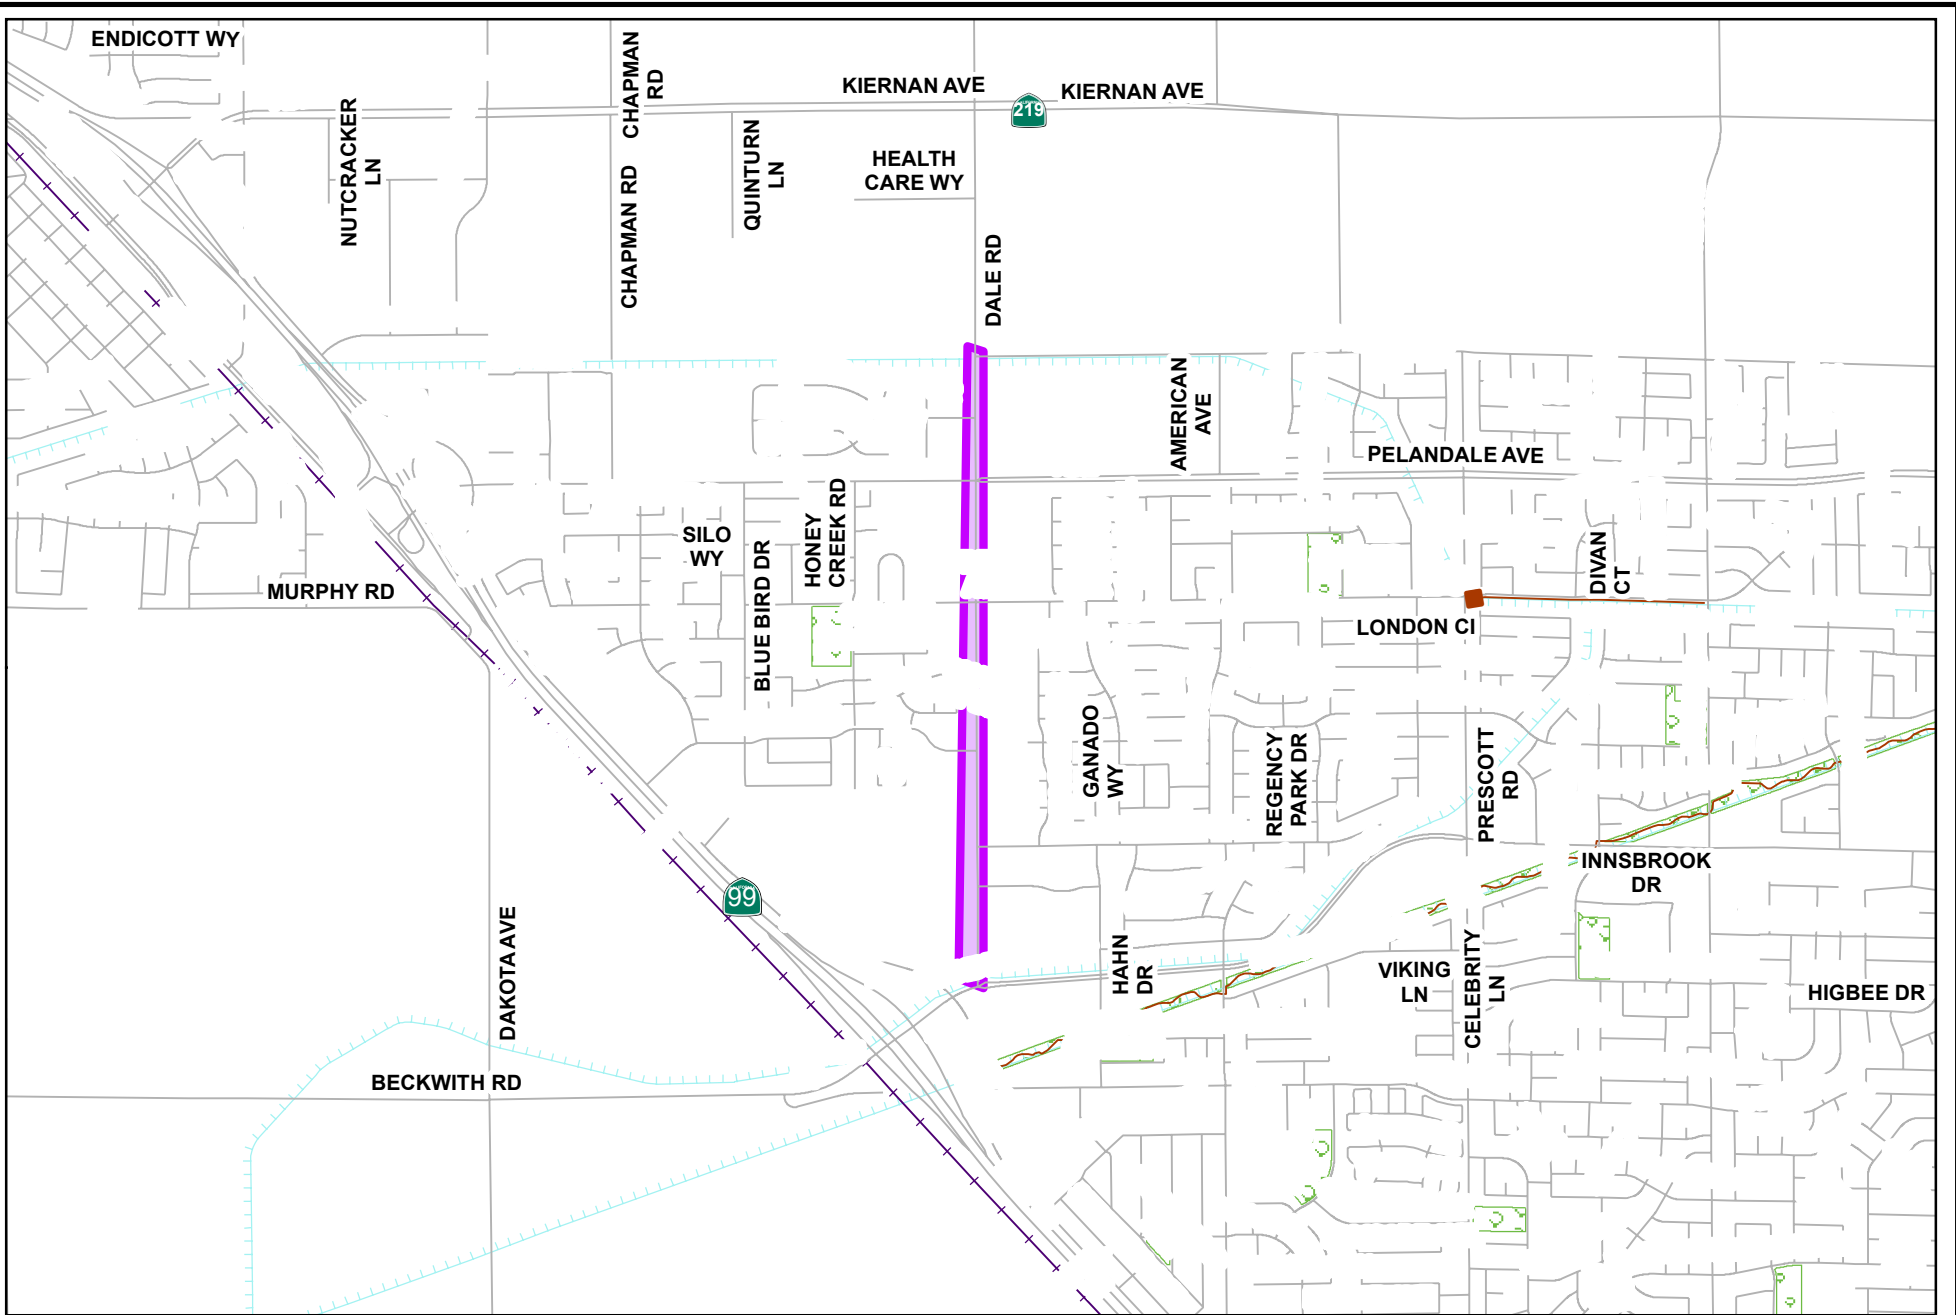 ENDICOTT WY
CHAPMAN
RD
KIERNAN AVE
219
KIERNAN AVE
NUTCRACKER
LN
QUINTURN
LN
HEALTH
CARE WY
CHAPMAN RD
DALE RD
AMERICAN
AVE
PELANDALE AVE
SILO
WY
BLUE BIRD DR
HONEY
CREEK RD
DIVAN
CT
MURPHY RD
LONDON CI
GANADO
WY
REGENCY
PARK DR
PRESCOTT
RD
INNSBROOK
DR
99
DAKOTA AVE
HAHN
DR
VIKING
LN
CELEBRITY
LN
HIGBEE DR
BECKWITH RD